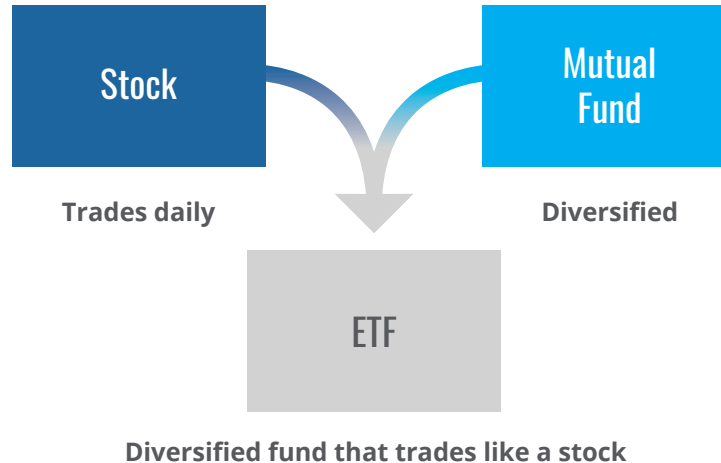 Stock
Mutual
Fund
Trades daily
Diversified
ETF
Diversified fund that trades like a stock